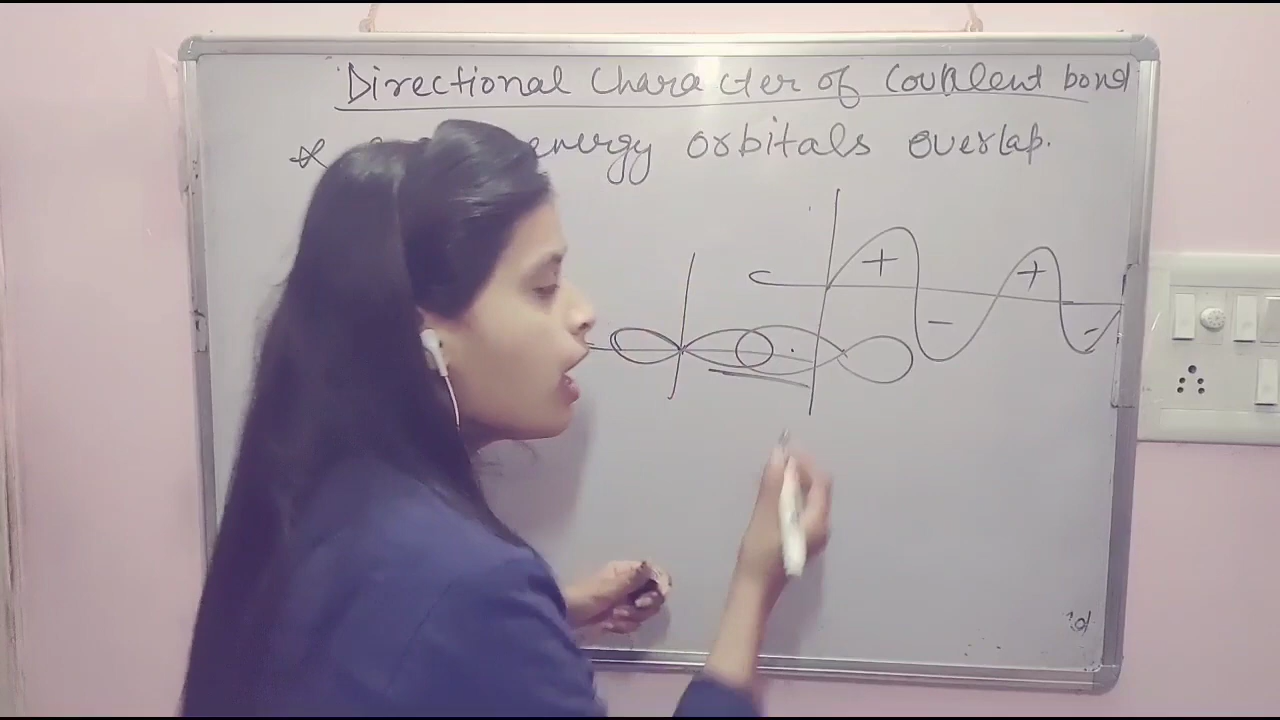 Directional Character of Covalent bond
* energy orbitals overlap.
+
+
-
-